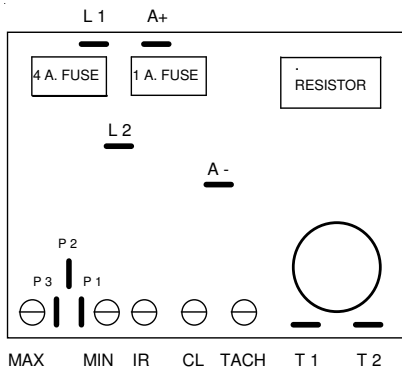 L 1 A+
4 A. FUSE 1 A. FUSE
RESISTOR
L 2
A -
P 2
P 3 P 1
MAX MIN IR CL TACH T 1 T 2